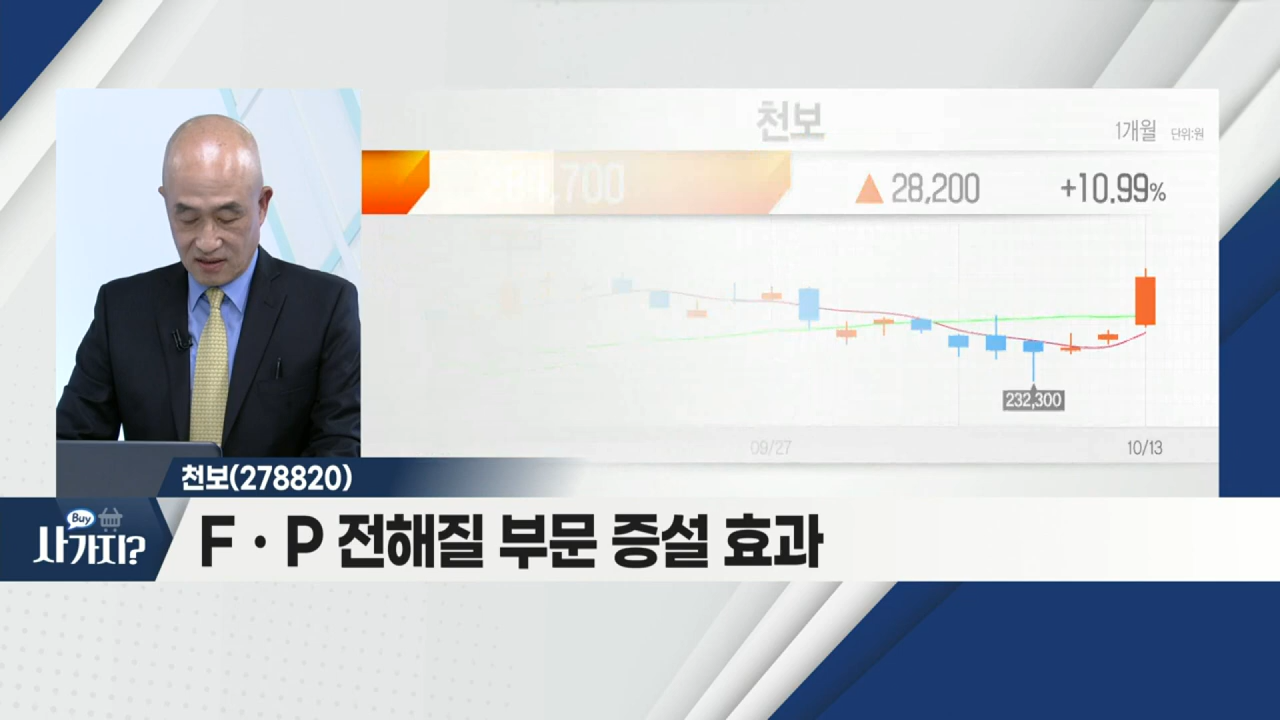 천보
1개월 단위:원
28,200 +10.99%
232,300
09/27 10/13
천보(278820)
Buy
사가지?
F·P 전해질 부문 증설 효과